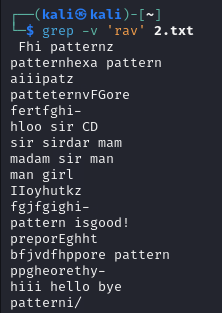 ┌──(kali㉿kali)-[~]
└─$ grep -v 'rav' 2.txt
 Fhi patternz
patternhexa pattern
aiiipatz
patteternvFGore
fertfghi-
hloo sir CD
sir sirdar mam
madam sir man
man girl
IIoyhutkz
fgjfgighi-
pattern isgood!
preporEghht
bfjvdfhppore pattern
ppgheorethy-
hiii hello bye
patterni/